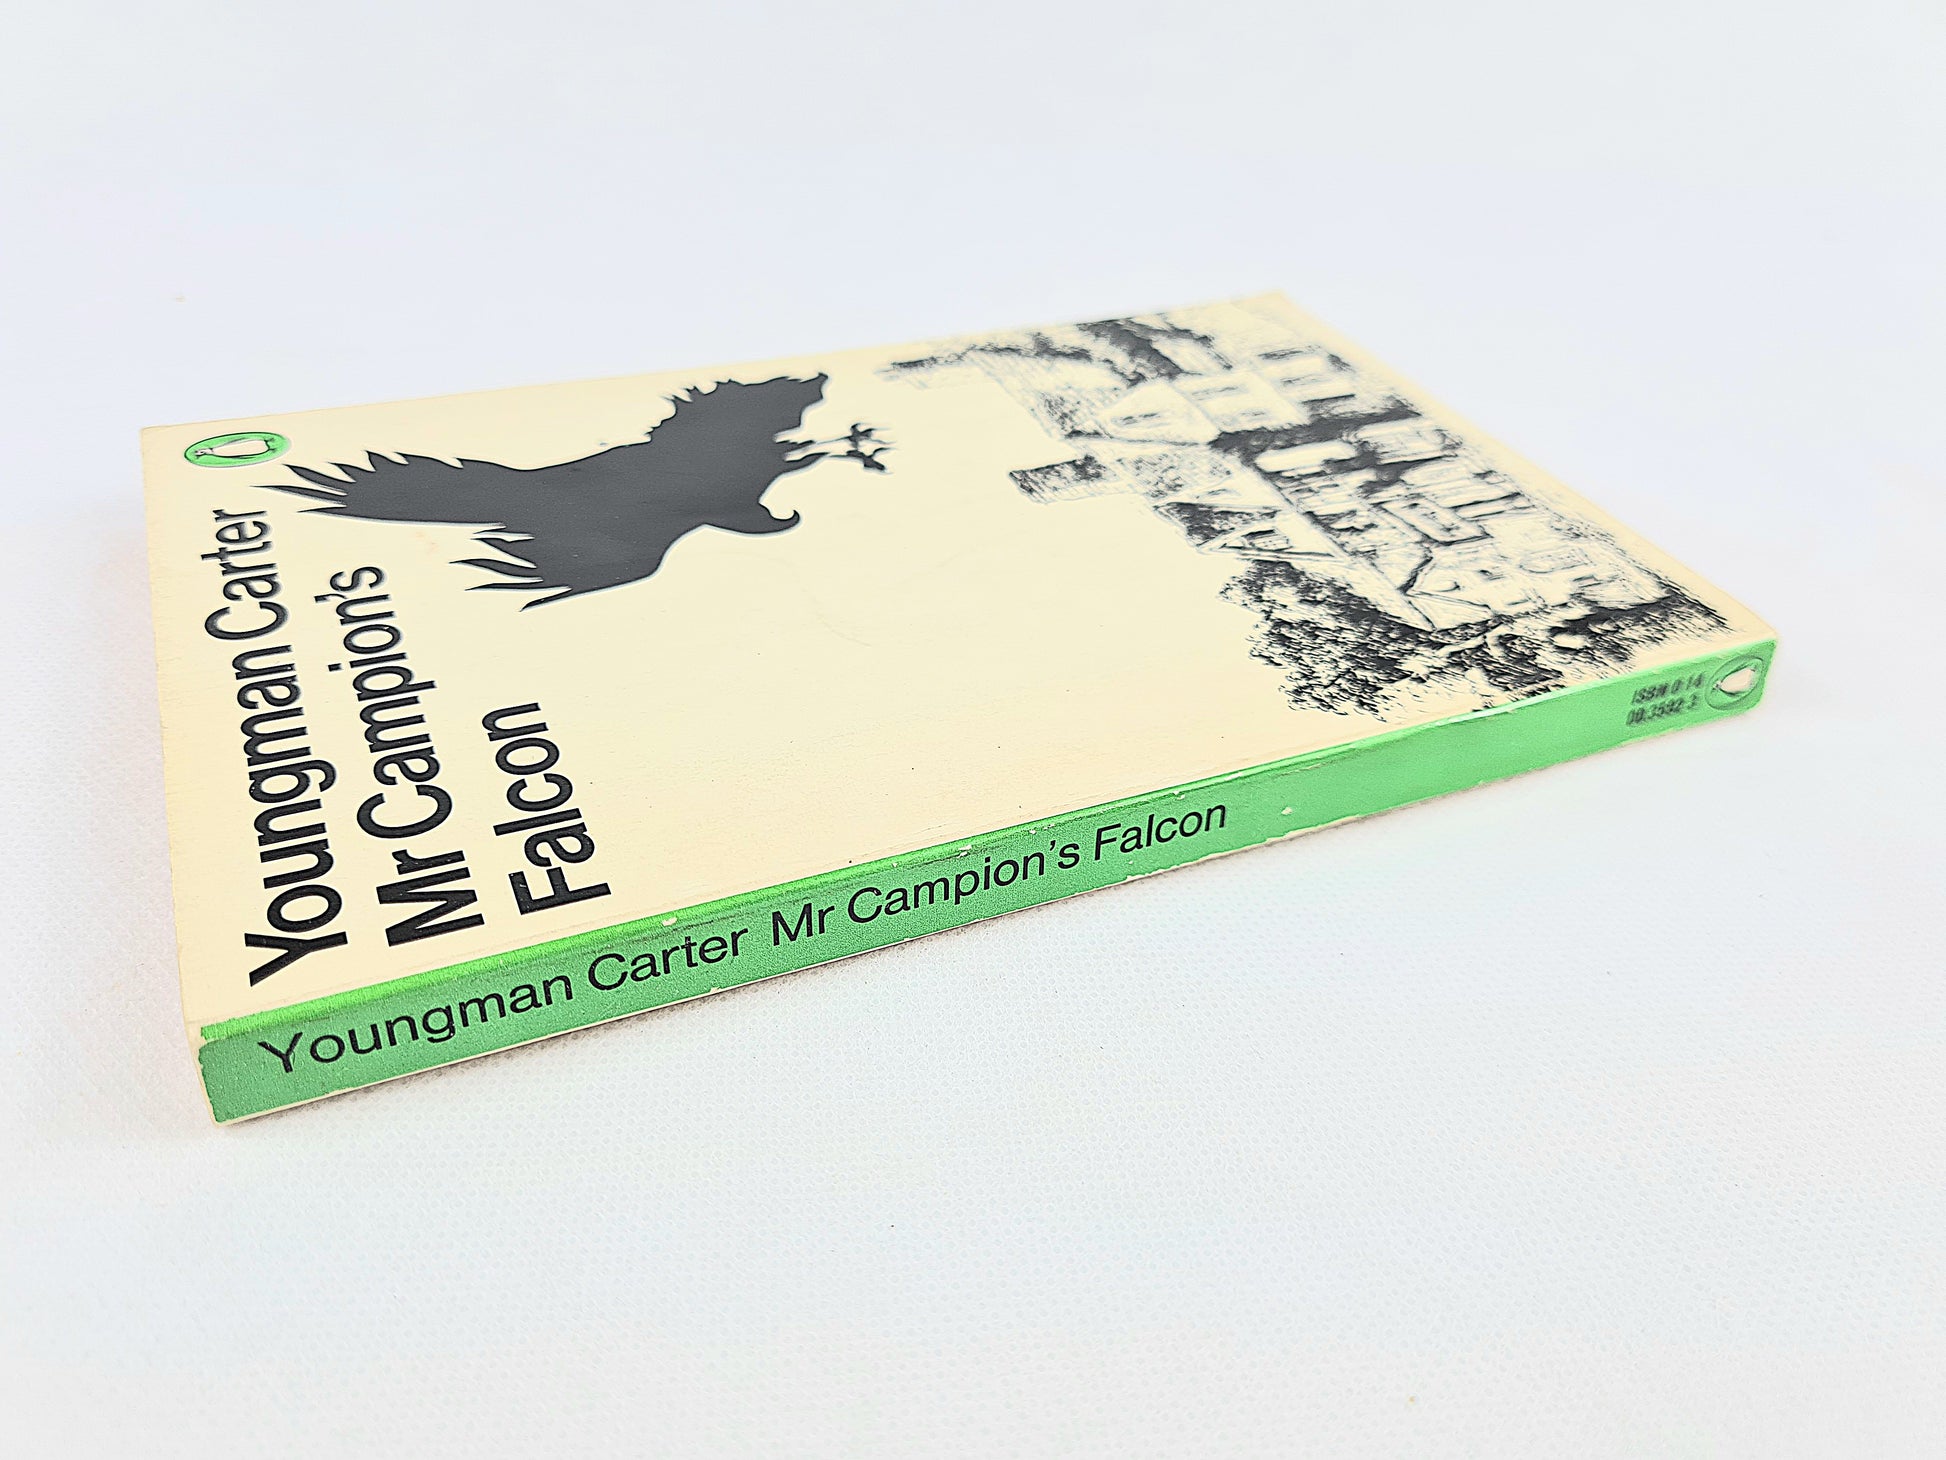 Youngman Carter
Mr Campion's
Falcon
Youngman Carter Mr Campion's Falcon
ISBN 0 14
00.3592 3